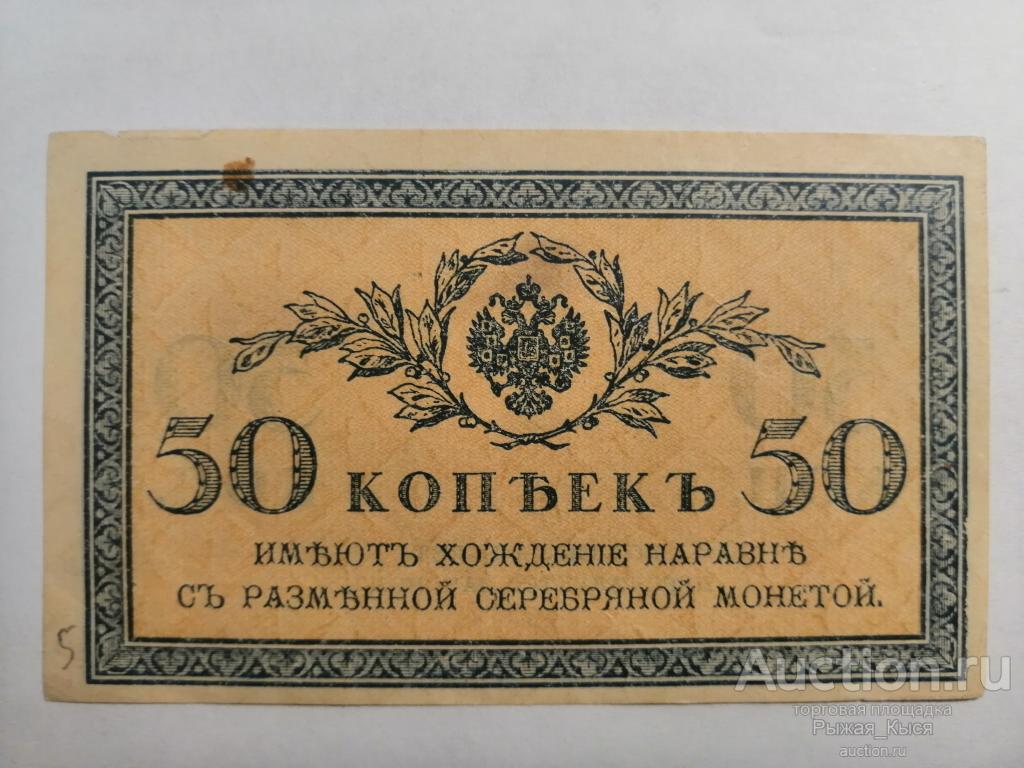 50 КОПѢЕКЪ 50
ИМѢЮТЪ ХОЖДЕНІЕ НАРАВНѢ
СЪ РАЗМѢННОЙ СЕРЕБРЯНОЙ МОНЕТОЙ.
5
Auction.ru
торговая площадка
Рыжая_Кыся
auction.ru